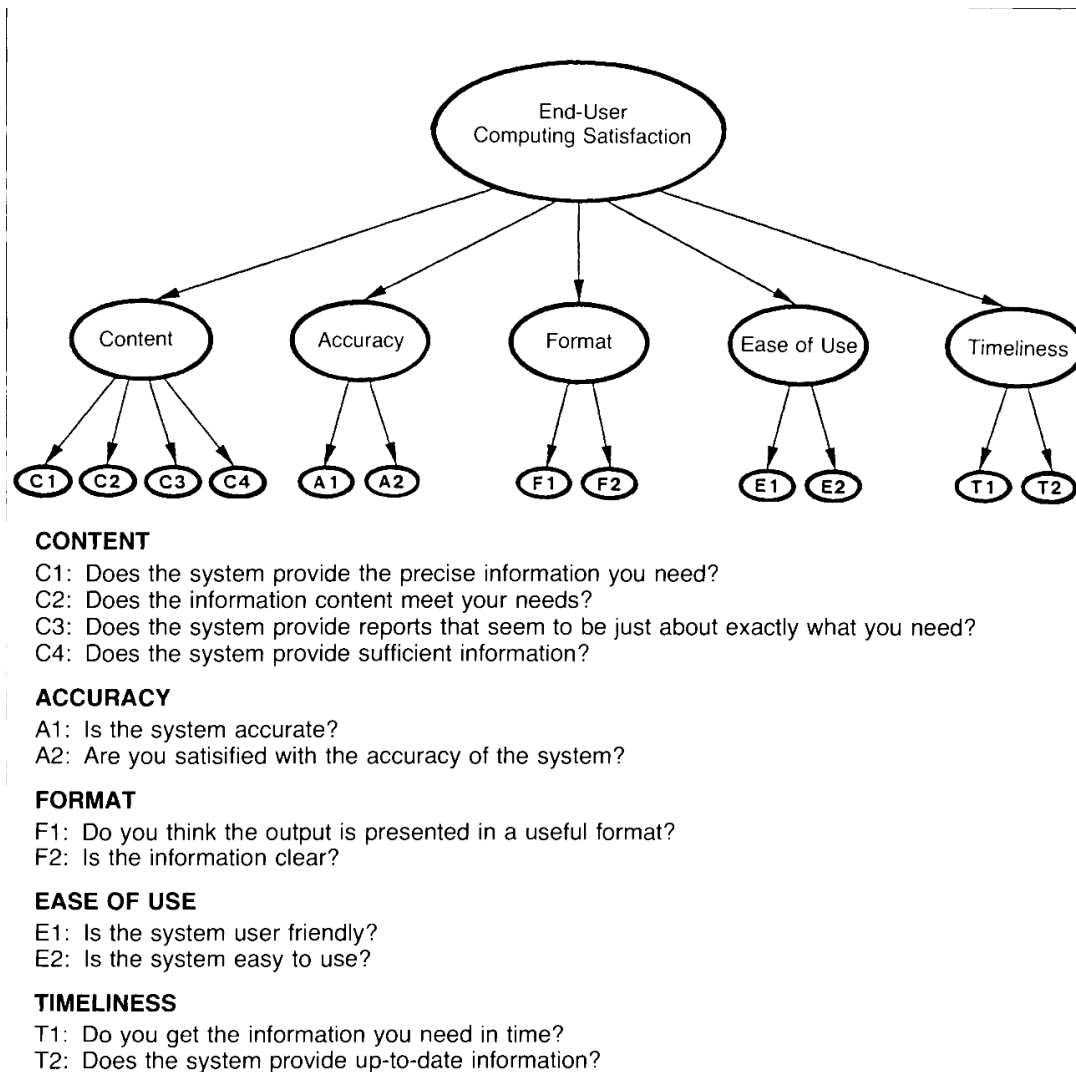 End-User
Computing Satisfaction
Content
Accuracy
Format
Ease of Use
Timeliness
C1 C2 C3 C4 A1 A2 F1 F2 E1 E2 T1 T2
CONTENT
C1: Does the system provide the precise information you need?
C2: Does the information content meet your needs?
C3: Does the system provide reports that seem to be just about exactly what you need?
C4: Does the system provide sufficient information?
ACCURACY
A1: Is the system accurate?
A2: Are you satisified with the accuracy of the system?
FORMAT
F1: Do you think the output is presented in a useful format?
F2: Is the information clear?
EASE OF USE
E1: Is the system user friendly?
E2: Is the system easy to use?
TIMELINESS
T1: Do you get the information you need in time?
T2: Does the system provide up-to-date information?